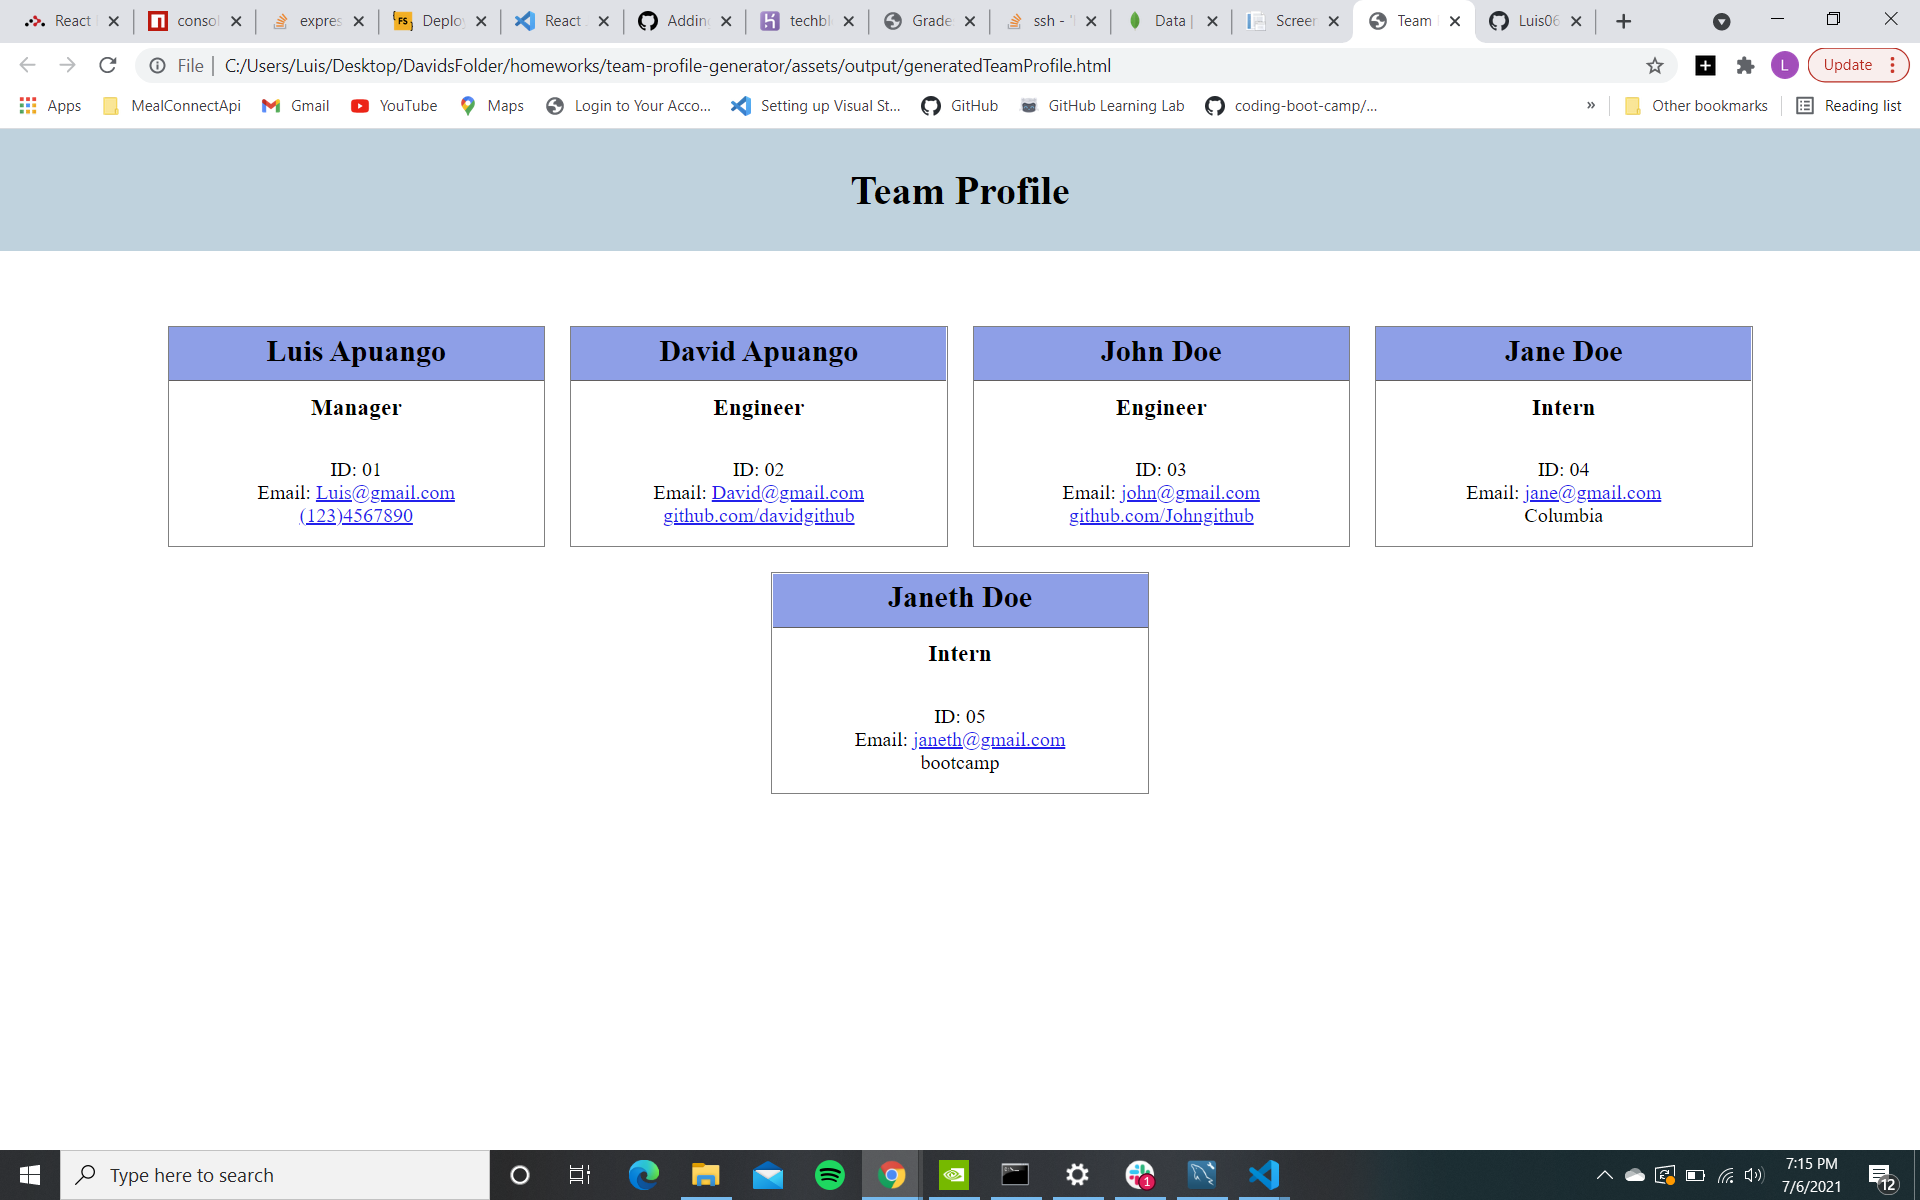 React
consol
expres
Deploy
React
Adding
techbl
Grade
ssh - '
Data |
Screen
Team
Luis06
File | C:/Users/Luis/Desktop/DavidsFolder/homeworks/team-profile-generator/assets/output/generatedTeamProfile.html
L
Update
Apps
MealConnectApi
Gmail
YouTube
Maps
Login to Your Acco...
Setting up Visual St...
GitHub
GitHub Learning Lab
coding-boot-camp/...
»
Other bookmarks
Reading list
Team Profile
Luis Apuango
Manager
ID: 01
Email: Luis@gmail.com
(123)4567890
David Apuango
Engineer
ID: 02
Email: David@gmail.com
github.com/davidgithub
John Doe
Engineer
ID: 03
Email: john@gmail.com
github.com/Johngithub
Jane Doe
Intern
ID: 04
Email: jane@gmail.com
Columbia
Janeth Doe
Intern
ID: 05
Email: janeth@gmail.com
bootcamp
Type here to search
1
7:15 PM
7/6/2021
12